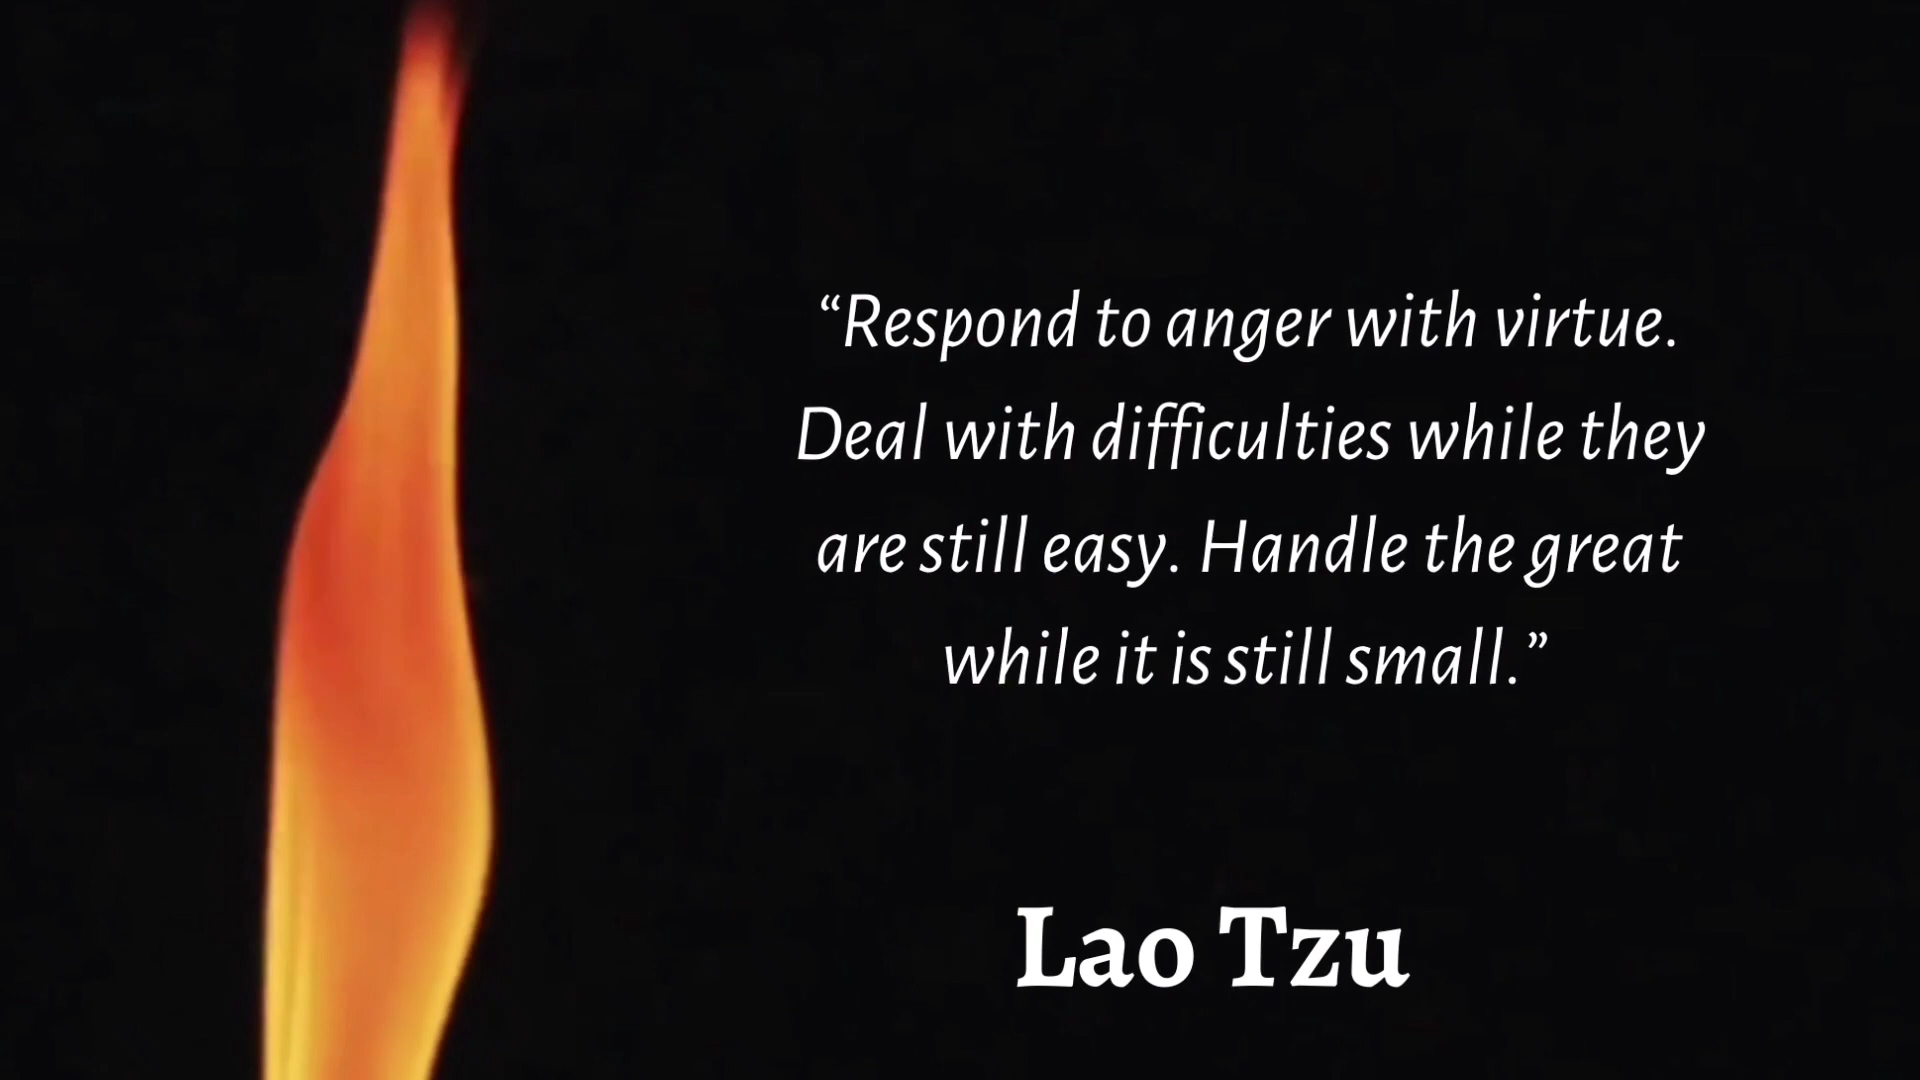 “Respond to anger with virtue.
Deal with difficulties while they
are still easy. Handle the great
while it is still small.”
Lao Tzu